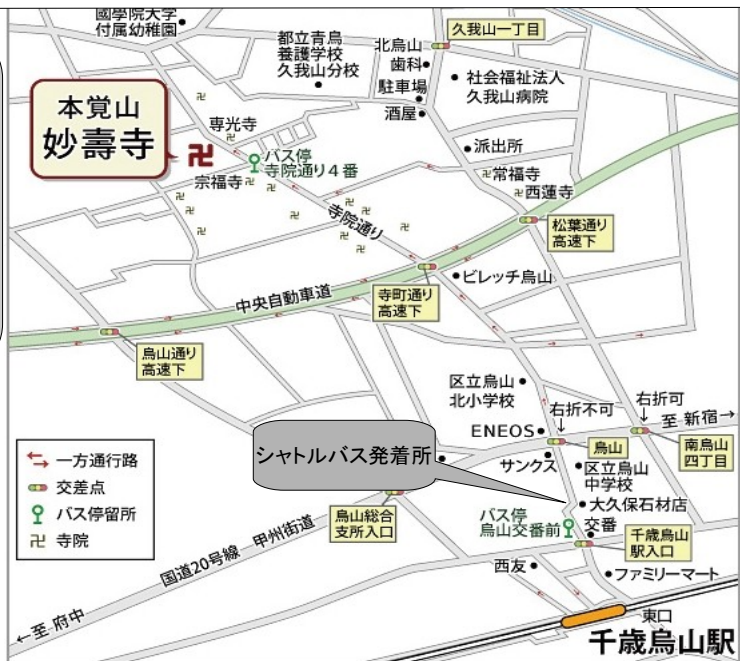 國學院大学
付属幼稚園
都立青鳥
養護学校
久我山分校
北烏山
歯科
駐車場
酒屋
久我山一丁目
社会福祉法人
久我山病院
本覚山
妙壽寺
専光寺
バス停
寺院通り4番
宗福寺
派出所
常福寺
西蓮寺
寺院通り
松葉通り
高速下
ビレッヂ烏山
中央自動車道
寺町通り
高速下
烏山通り
高速下
区立烏山
北小学校
右折不可
右折可
至 新宿→
ENEOS
烏山
南烏山
四丁目
サンクス
区立烏山
中学校
シャトルバス発着所
大久保石材店
一方通行路
交差点
バス停留所
寺院
烏山総合
支所入口
バス停
烏山交番前
交番
千歳烏山
駅入口
国道20号線 甲州街道
西友
ファミリーマート
←至 府中
東口
千歳烏山駅